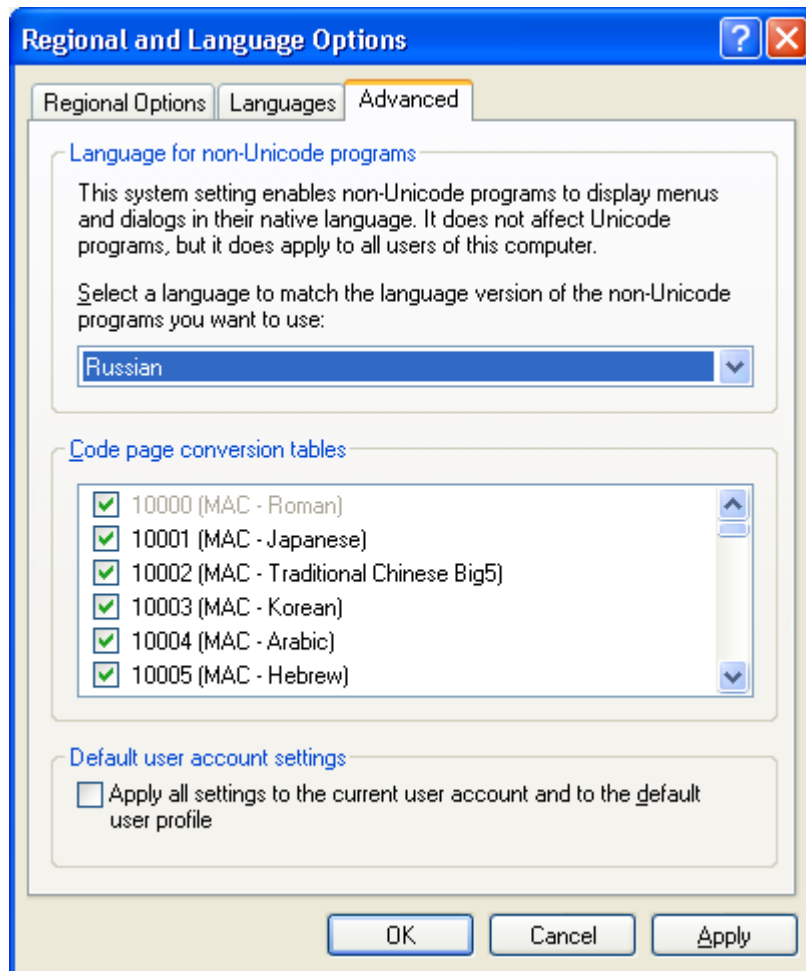 Regional and Language Options
Regional Options
Languages
Advanced
Language for non-Unicode programs
This system setting enables non-Unicode programs to display menus
and dialogs in their native language. It does not affect Unicode
programs, but it does apply to all users of this computer.
Select a language to match the language version of the non-Unicode
programs you want to use:
Russian
Code page conversion tables
10000 (MAC - Roman)
10001 (MAC - Japanese)
10002 (MAC - Traditional Chinese Big5)
10003 (MAC - Korean)
10004 (MAC - Arabic)
10005 (MAC - Hebrew)
Default user account settings
Apply all settings to the current user account and to the default
user profile
OK
Cancel
Apply